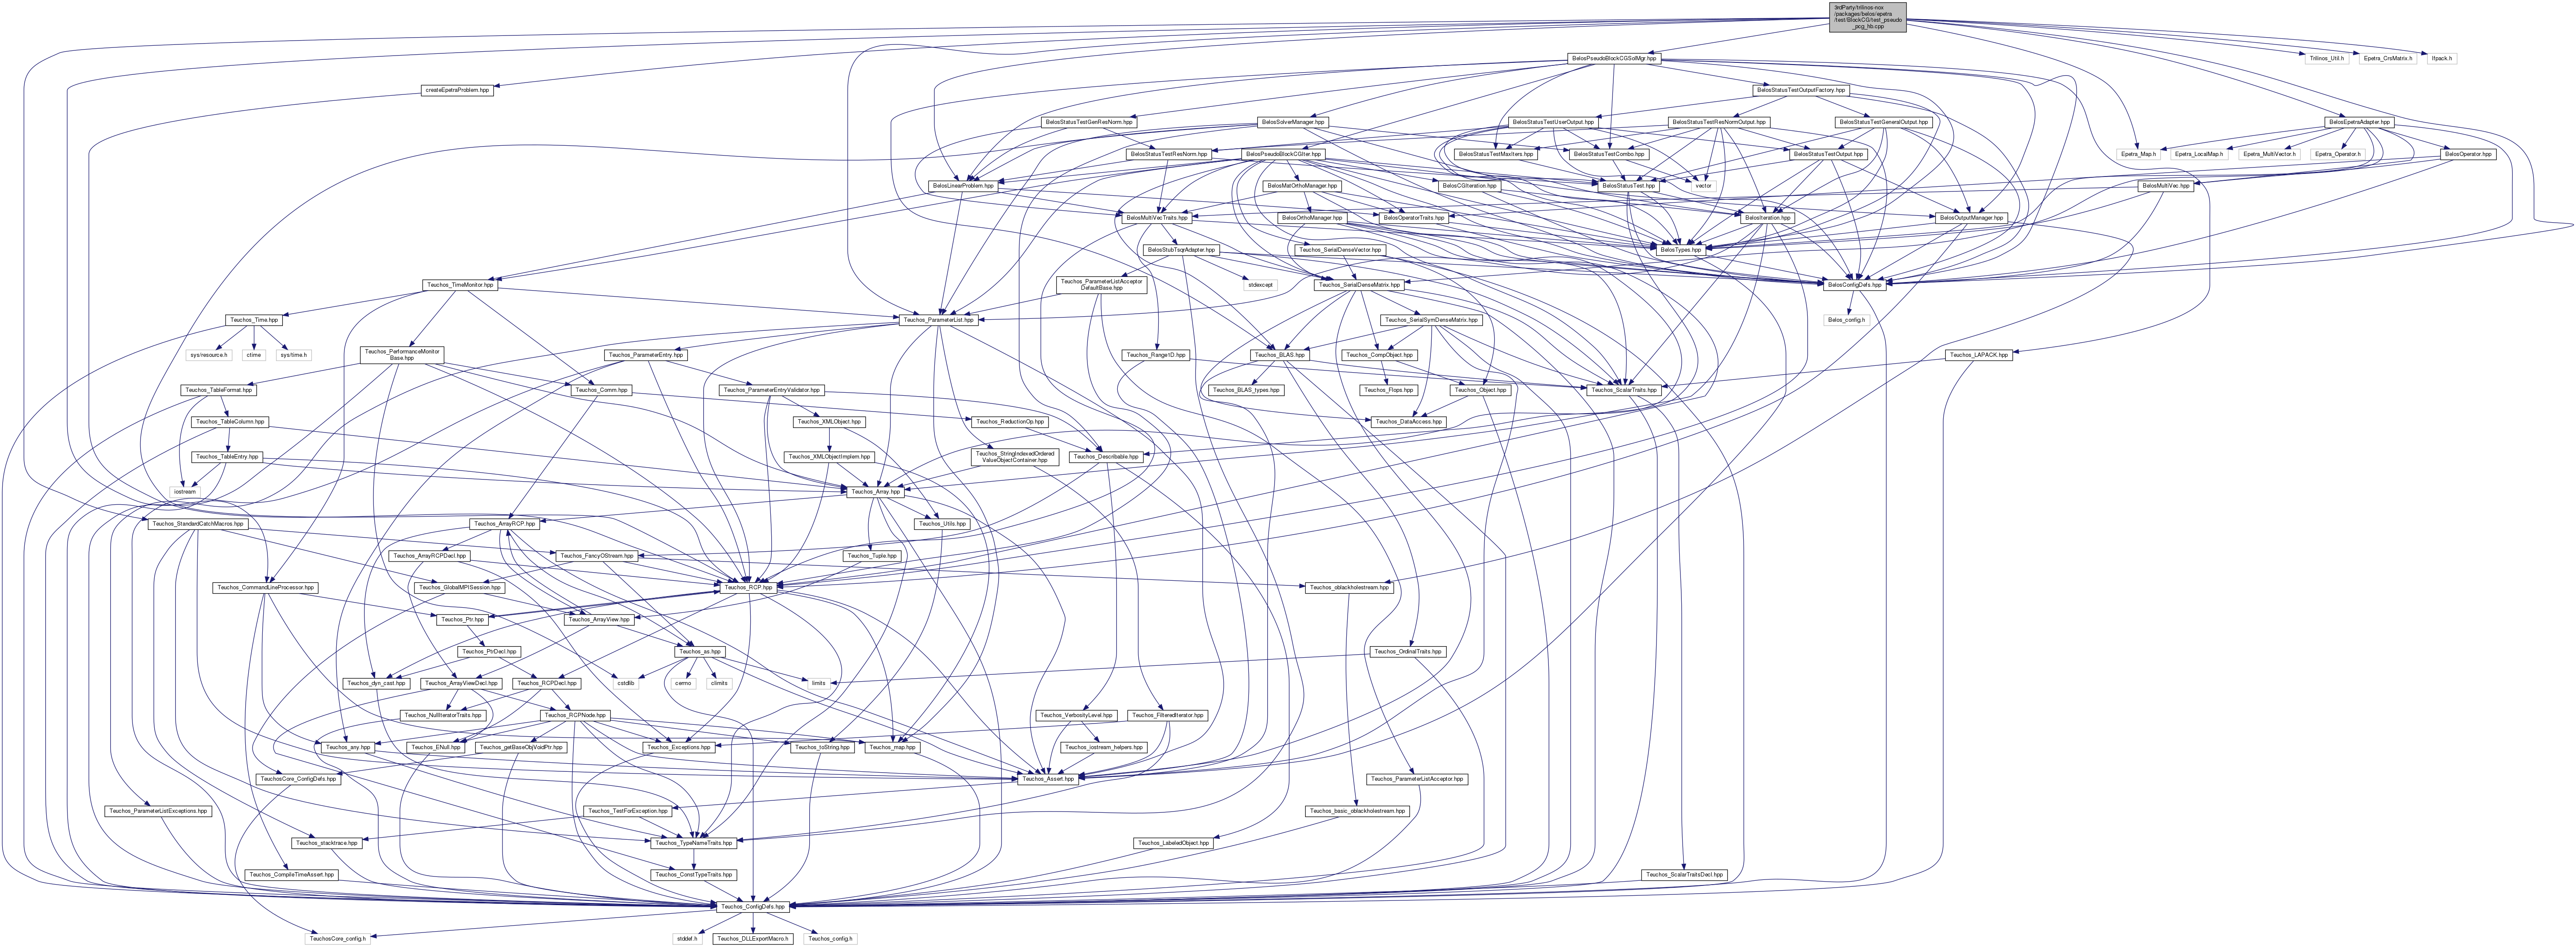 3rdParty/trilinos-nox
/packages/belos/epetra
/test/BlockCG/test_pseudo
_pcg_hb.cpp
BelosPseudoBlockCGSolMgr.hpp
Trilinos_Util.h
Epetra_CrsMatrix.h
Ifpack.h
createEpetraProblem.hpp
BelosStatusTestOutputFactory.hpp
BelosStatusTestGenResNorm.hpp
BelosSolverManager.hpp
BelosStatusTestUserOutput.hpp
BelosStatusTestResNormOutput.hpp
BelosStatusTestGeneralOutput.hpp
BelosEpetraAdapter.hpp
BelosStatusTestResNorm.hpp
BelosPseudoBlockCGIter.hpp
BelosStatusTestMaxIters.hpp
BelosStatusTestCombo.hpp
BelosStatusTestOutput.hpp
Epetra_Map.h
Epetra_LocalMap.h
Epetra_MultiVector.h
Epetra_Operator.h
BelosOperator.hpp
BelosLinearProblem.hpp
BelosMatOrthoManager.hpp
BelosCGIteration.hpp
BelosStatusTest.hpp
vector
BelosMultiVec.hpp
BelosMultiVecTraits.hpp
BelosOrthoManager.hpp
BelosOperatorTraits.hpp
BelosIteration.hpp
BelosOutputManager.hpp
BelosStubTsqrAdapter.hpp
Teuchos_SerialDenseVector.hpp
BelosTypes.hpp
Teuchos_TimeMonitor.hpp
Teuchos_ParameterListAcceptor
DefaultBase.hpp
stdexcept
Teuchos_SerialDenseMatrix.hpp
BelosConfigDefs.hpp
Teuchos_Time.hpp
Teuchos_ParameterList.hpp
Teuchos_SerialSymDenseMatrix.hpp
Belos_config.h
sys/resource.h
ctime
sys/time.h
Teuchos_PerformanceMonitor
Base.hpp
Teuchos_ParameterEntry.hpp
Teuchos_Range1D.hpp
Teuchos_BLAS.hpp
Teuchos_CompObject.hpp
Teuchos_LAPACK.hpp
Teuchos_TableFormat.hpp
Teuchos_Comm.hpp
Teuchos_ParameterEntryValidator.hpp
Teuchos_BLAS_types.hpp
Teuchos_Flops.hpp
Teuchos_Object.hpp
Teuchos_ScalarTraits.hpp
Teuchos_TableColumn.hpp
Teuchos_XMLObject.hpp
Teuchos_ReductionOp.hpp
Teuchos_DataAccess.hpp
Teuchos_TableEntry.hpp
Teuchos_XMLObjectImplem.hpp
Teuchos_StringIndexedOrdered
ValueObjectContainer.hpp
Teuchos_Describable.hpp
iostream
Teuchos_Array.hpp
Teuchos_StandardCatchMacros.hpp
Teuchos_ArrayRCP.hpp
Teuchos_Utils.hpp
Teuchos_ArrayRCPDecl.hpp
Teuchos_FancyOStream.hpp
Teuchos_Tuple.hpp
Teuchos_CommandLineProcessor.hpp
Teuchos_GlobalMPISession.hpp
Teuchos_RCP.hpp
Teuchos_oblackholestream.hpp
Teuchos_Ptr.hpp
Teuchos_ArrayView.hpp
Teuchos_PtrDecl.hpp
Teuchos_as.hpp
Teuchos_OrdinalTraits.hpp
Teuchos_dyn_cast.hpp
Teuchos_ArrayViewDecl.hpp
Teuchos_RCPDecl.hpp
cstdlib
cerrno
climits
limits
Teuchos_NullIteratorTraits.hpp
Teuchos_RCPNode.hpp
Teuchos_VerbosityLevel.hpp
Teuchos_FilteredIterator.hpp
Teuchos_any.hpp
Teuchos_ENull.hpp
Teuchos_getBaseObjVoidPtr.hpp
Teuchos_Exceptions.hpp
Teuchos_toString.hpp
Teuchos_map.hpp
Teuchos_iostream_helpers.hpp
TeuchosCore_ConfigDefs.hpp
Teuchos_Assert.hpp
Teuchos_ParameterListAcceptor.hpp
Teuchos_ParameterListExceptions.hpp
Teuchos_TestForException.hpp
Teuchos_basic_oblackholestream.hpp
Teuchos_stacktrace.hpp
Teuchos_TypeNameTraits.hpp
Teuchos_LabeledObject.hpp
Teuchos_CompileTimeAssert.hpp
Teuchos_ConstTypeTraits.hpp
Teuchos_ScalarTraitsDecl.hpp
Teuchos_ConfigDefs.hpp
TeuchosCore_config.h
stddef.h
Teuchos_DLLExportMacro.h
Teuchos_config.h